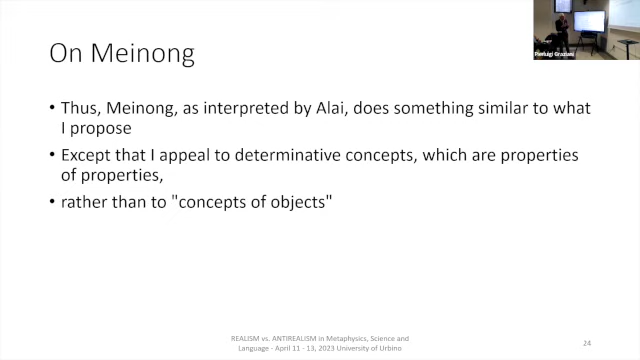 Pierluigi Graziani
On Meinong
• Thus, Meinong, as interpreted by Alai, does something similar to what
I propose
• Except that I appeal to determinative concepts, which are properties
of properties,
• rather than to "concepts of objects"
REALISM vs. ANTIREALISM in Metaphysics, Science and
Language - April 11 - 13, 2023 University of Urbino
24